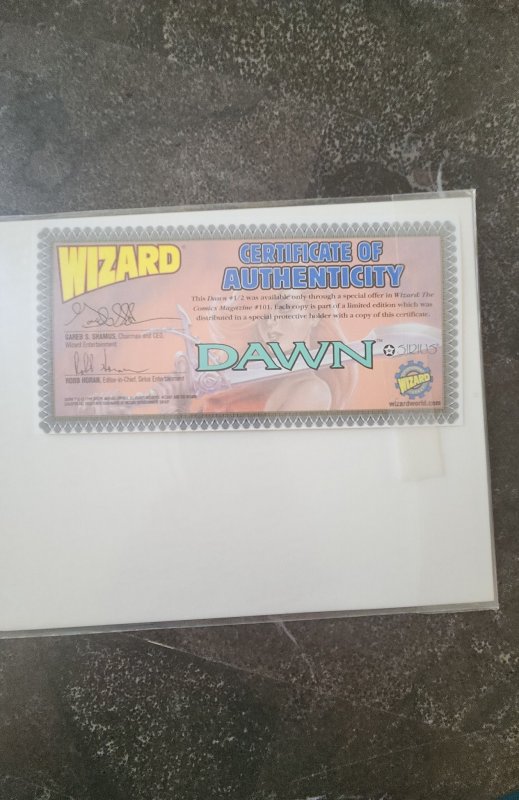 WIZARD
CERTIFICATE OF
AUTHENTICITY
This Dawn #1/2 was available only through a special offer in Wizard: The
Comics Magazine #101. Each copy is part of a limited edition which was
distributed in a special protective holder with a copy of this certificate.
GAREB S. SHAMUS, Chairman and CEO,
Wizard Entertainment
DAWN™ SIRIUS
ROBB HORAN, Editor-in-Chief, Sirius Entertainment
WIZARD
wizardworld.com